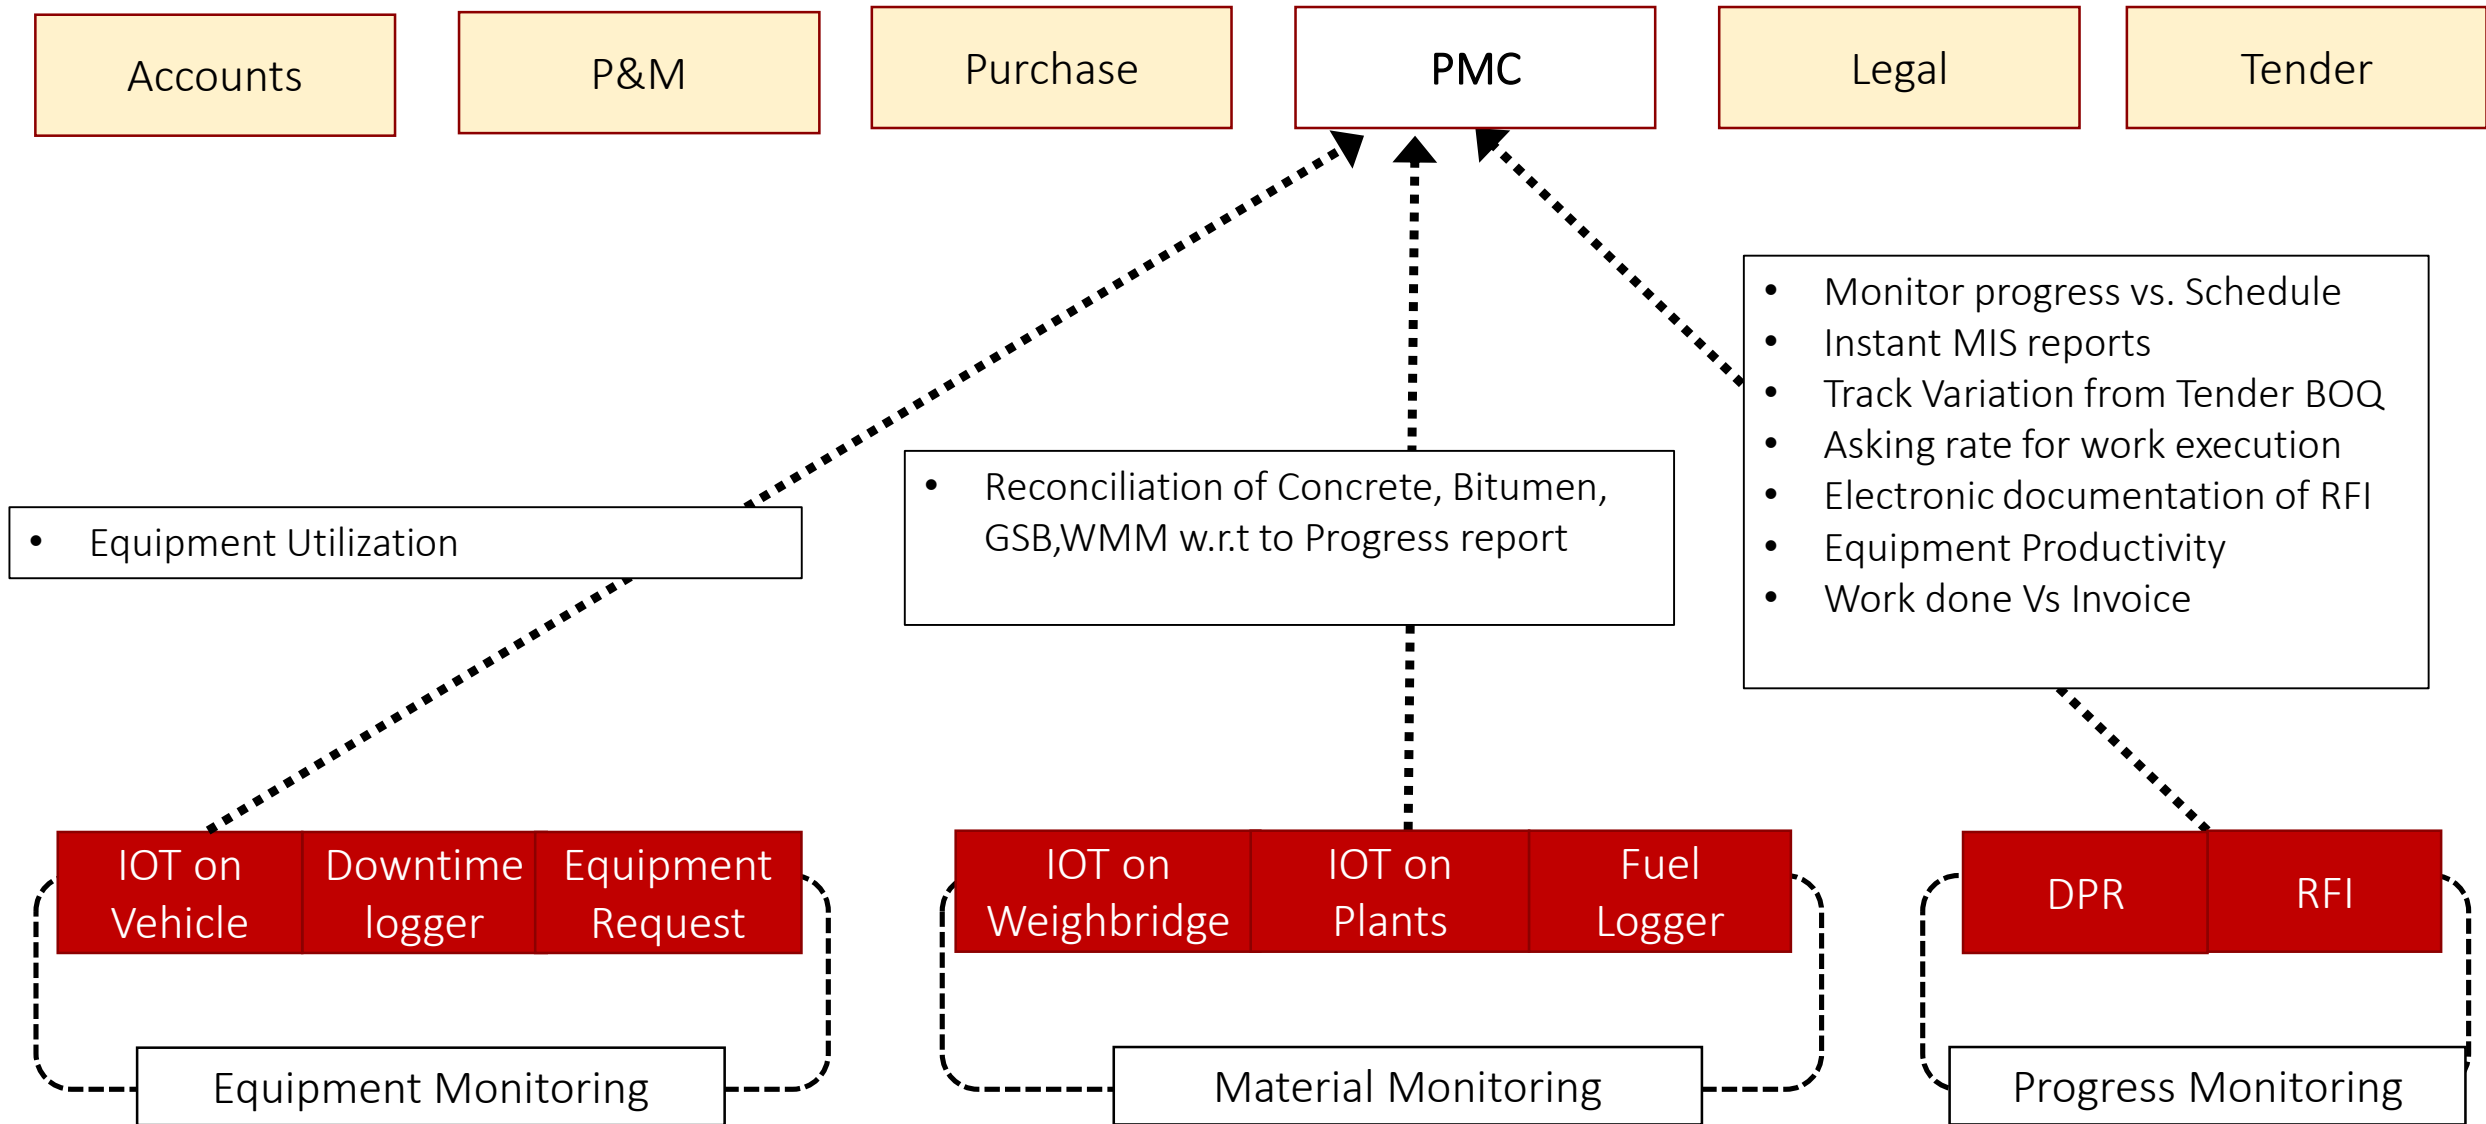 Accounts
P&M
Purchase
PMC
Legal
Tender
• Monitor progress vs. Schedule
• Instant MIS reports
• Track Variation from Tender BOQ
• Asking rate for work execution
• Electronic documentation of RFI
• Equipment Productivity
• Work done Vs Invoice
• Reconciliation of Concrete, Bitumen,
GSB,WMM w.r.t to Progress report
• Equipment Utilization
IOT on
Vehicle
Downtime
logger
Equipment
Request
IOT on
Weighbridge
IOT on
Plants
Fuel
Logger
DPR
RFI
Equipment Monitoring
Material Monitoring
Progress Monitoring